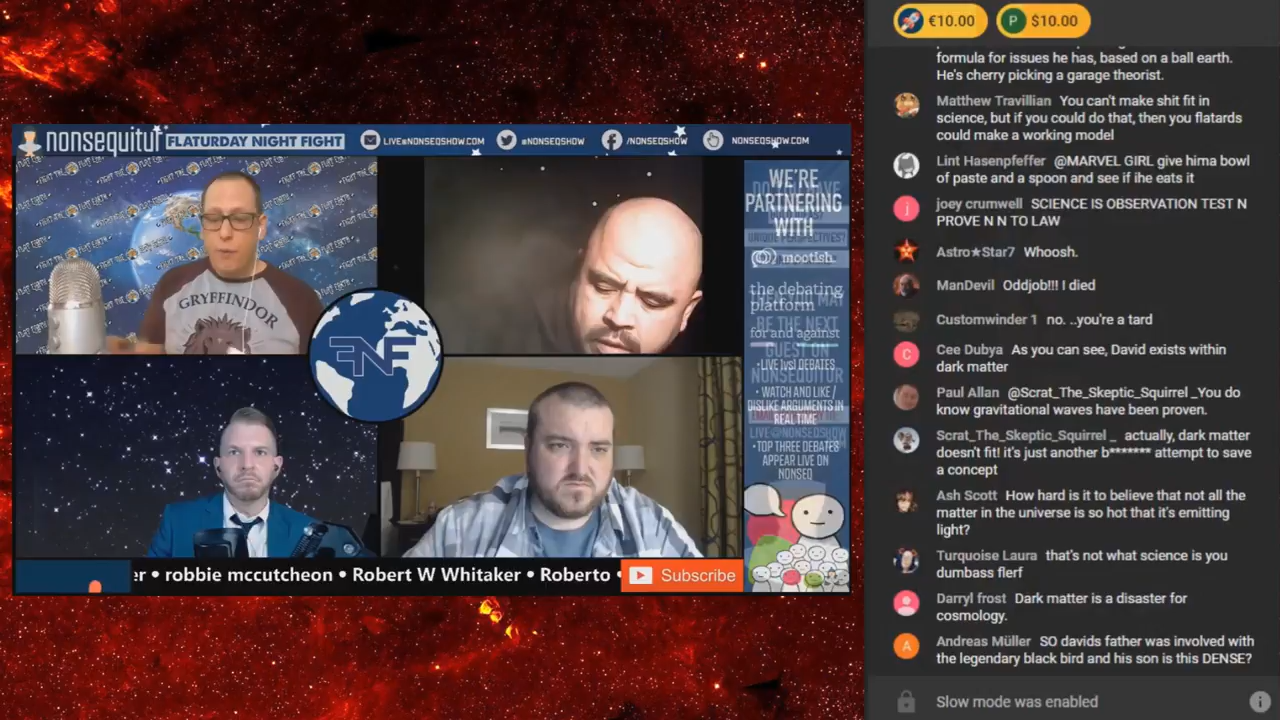 nonsequitur FLATURDAY NIGHT FIGHT LIVE@NONSEQSHOW.COM @NONSEQSHOW /NONSEQSHOW NONSEQSHOW.COM
FIGHT THE FLAT EARTH
GRYFFINDOR
FNF
WE'RE
PARTNERING
WITH
mootish.
the debating
platform
for and against
• LIVE 1vs1 DEBATES
• WATCH AND LIKE /
DISLIKE ARGUMENTS IN
REAL TIME
• TOP THREE DEBATES
APPEAR LIVE ON
NONSEQ
er • robbie mccutcheon • Robert W Whitaker • Roberto •
Subscribe
€10.00 P $10.00
formula for issues he has, based on a ball earth.
He's cherry picking a garage theorist.
Matthew Travillian You can't make shit fit in
science, but if you could do that, then you flatards
could make a working model
Lint Hasenpfeffer @MARVEL GIRL give hima bowl
of paste and a spoon and see if ihe eats it
j joey crumwell SCIENCE IS OBSERVATION TEST N
PROVE N N TO LAW
Astro★Star7 Whoosh.
ManDevil Oddjob!!! I died
Customwinder 1 no. ..you're a tard
C Cee Dubya As you can see, David exists within
dark matter
Paul Allan @Scrat_The_Skeptic_Squirrel _You do
know gravitational waves have been proven.
Scrat_The_Skeptic_Squirrel _ actually, dark matter
doesn't fit! it's just another b******* attempt to save
a concept
Ash Scott How hard is it to believe that not all the
matter in the universe is so hot that it's emitting
light?
Turquoise Laura that's not what science is you
dumbass flerf
Darryl frost Dark matter is a disaster for
cosmology.
A Andreas Müller SO davids father was involved with
the legendary black bird and his son is this DENSE?
Slow mode was enabled